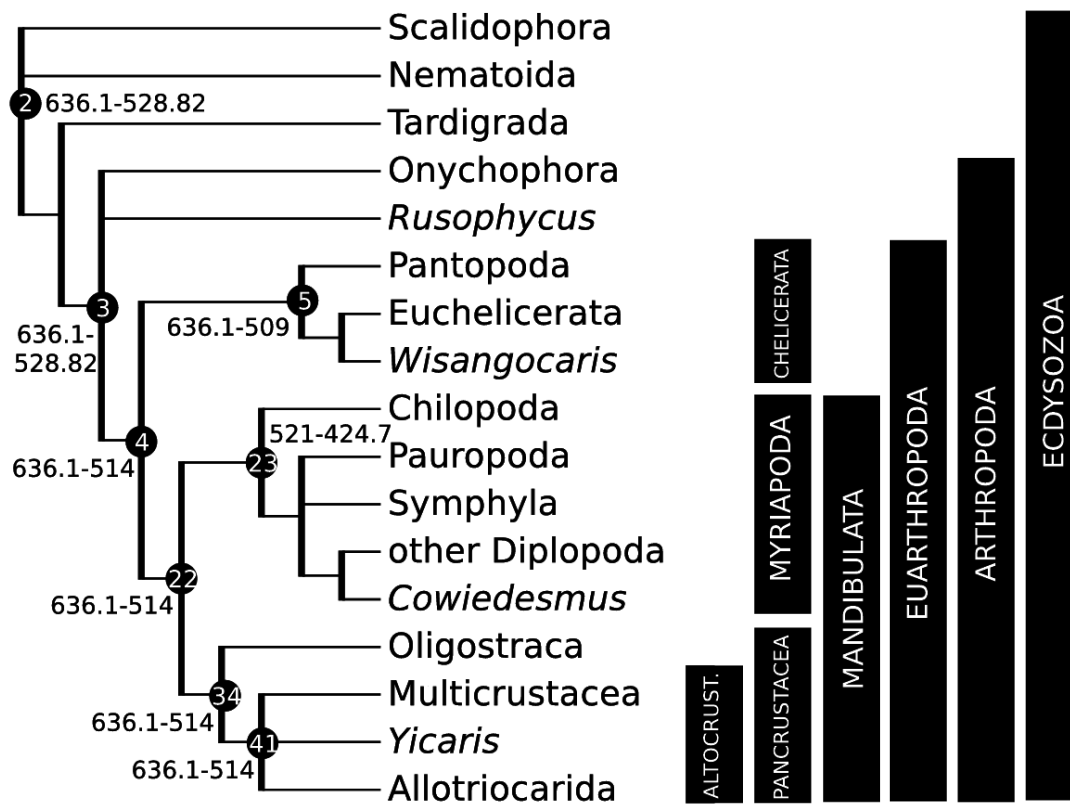 Scalidophora
Nematoida
2 636.1-528.82
Tardigrada
Onychophora
Rusophycus
Pantopoda
5
3
Euchelicerata
636.1-509
636.1-
528.82
Wisangocaris
Chilopoda
521-424.7
4
Pauropoda
23
636.1-514
Symphyla
other Diplopoda
22
636.1-514
Cowiedesmus
Oligostraca
34
Multicrustacea
636.1-514
41
Yicaris
636.1-514
Allotriocarida
ALTOCRUST.
CHELICERATA
MYRIAPODA
PANCRUSTACEA
MANDIBULATA
EUARTHROPODA
ARTHROPODA
ECDYSOZOA